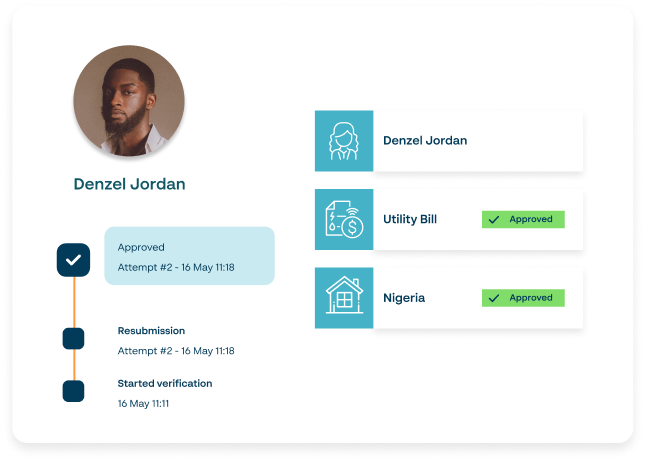 Denzel Jordan
Approved
Attempt #2 - 16 May 11:18
Resubmission
Attempt #2 - 16 May 11:18
Started verification
16 May 11:11
Denzel Jordan
Utility Bill
Approved
Nigeria
Approved